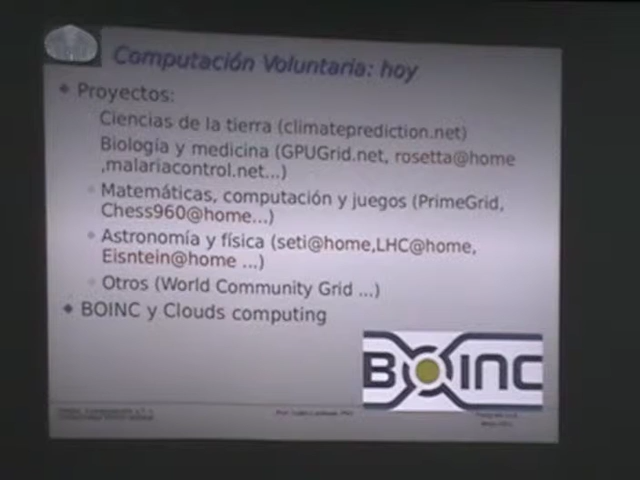 Computación Voluntaria: hoy
Proyectos:
Ciencias de la tierra (climateprediction.net)
Biología y medicina (GPUGrid.net, rosetta@home
,malariacontrol.net...)
Matemáticas, computación y juegos (PrimeGrid,
Chess960@home...)
Astronomía y física (seti@home,LHC@home,
Eisntein@home ...)
Otros (World Community Grid ...)
BOINC y Clouds computing
BOINC